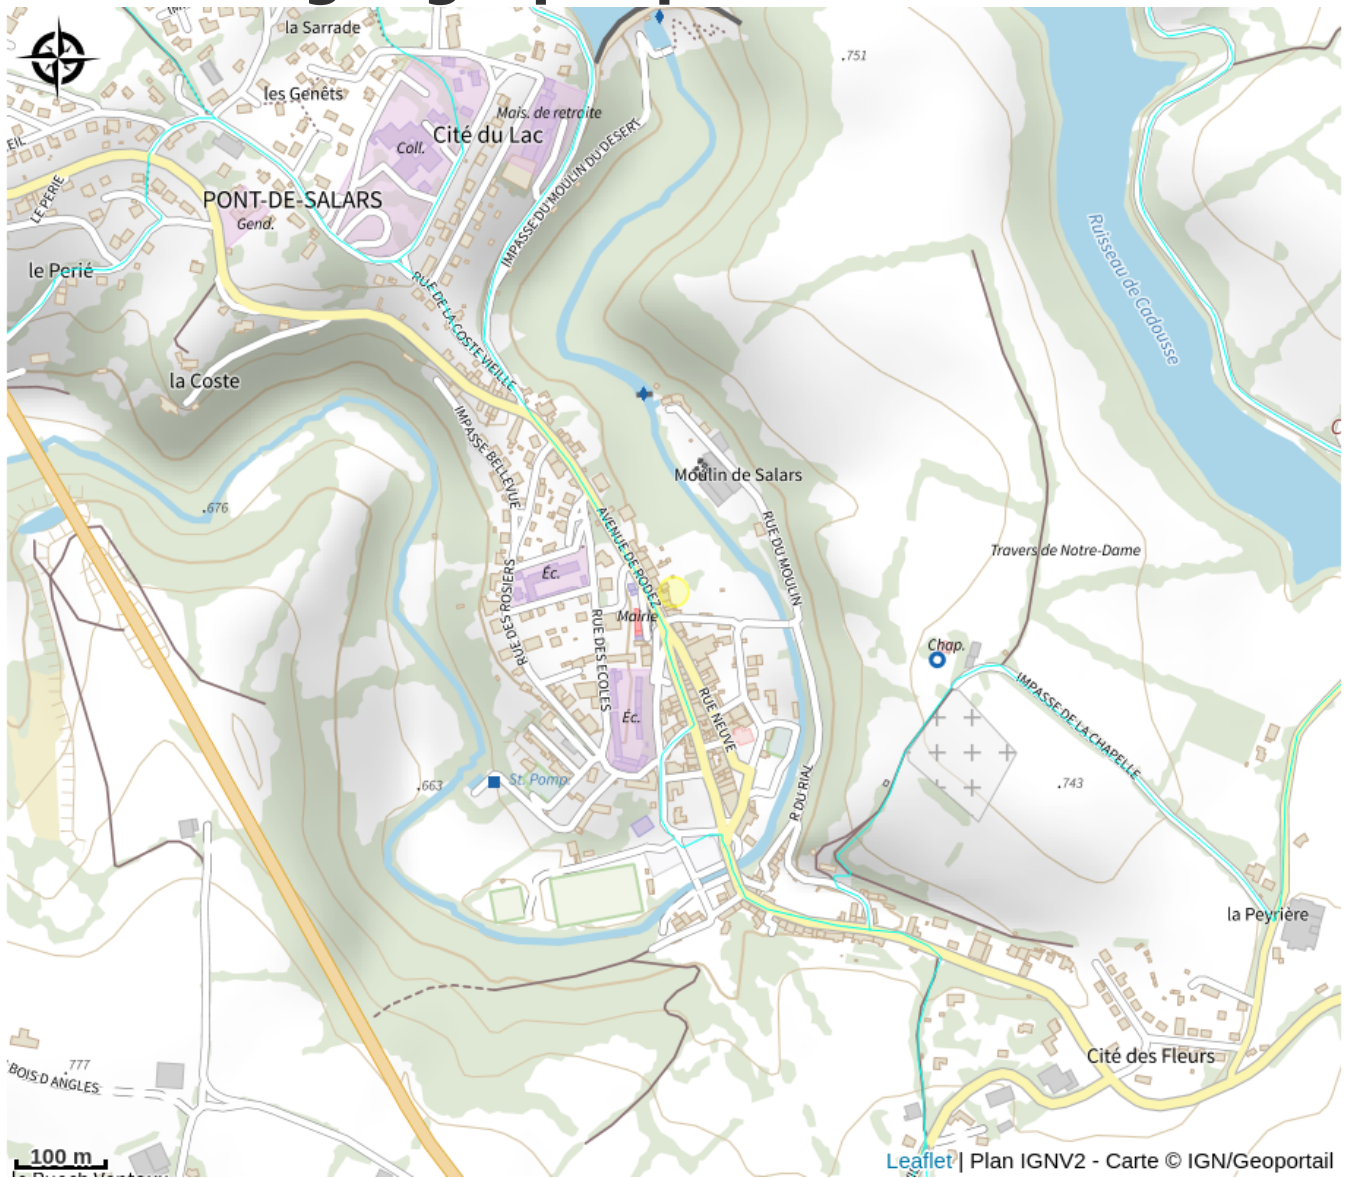 la Sarrade
.751
les Genêts
Mais. de retraite
Cité du Lac
Coll.
EIL
IMPASSE DU MOULIN DU DESERT
LE PERIE
PONT-DE-SALARS
Gend.
Ruisseau de Cadousse
le Perié
RUE DE LA COSTE VIEILLE
la Coste
IMPASSE BELLEVUE
Moulin de Salars
.676
AVENUE DE RODEZ
RUE DU MOULIN
Travers de Notre-Dame
Éc.
RUE DES ROSIERS
Mairie
RUE DES ECOLES
Chap.
IMPASSE DE LA CHAPELLE
RUE NEUVE
Éc.
St. Pomp.
.663
.743
R DU RIAL
la Peyrière
Cité des Fleurs
.777
BOIS D ANGLES
100 m
Leaflet | Plan IGNV2 - Carte © IGN/Geoportail